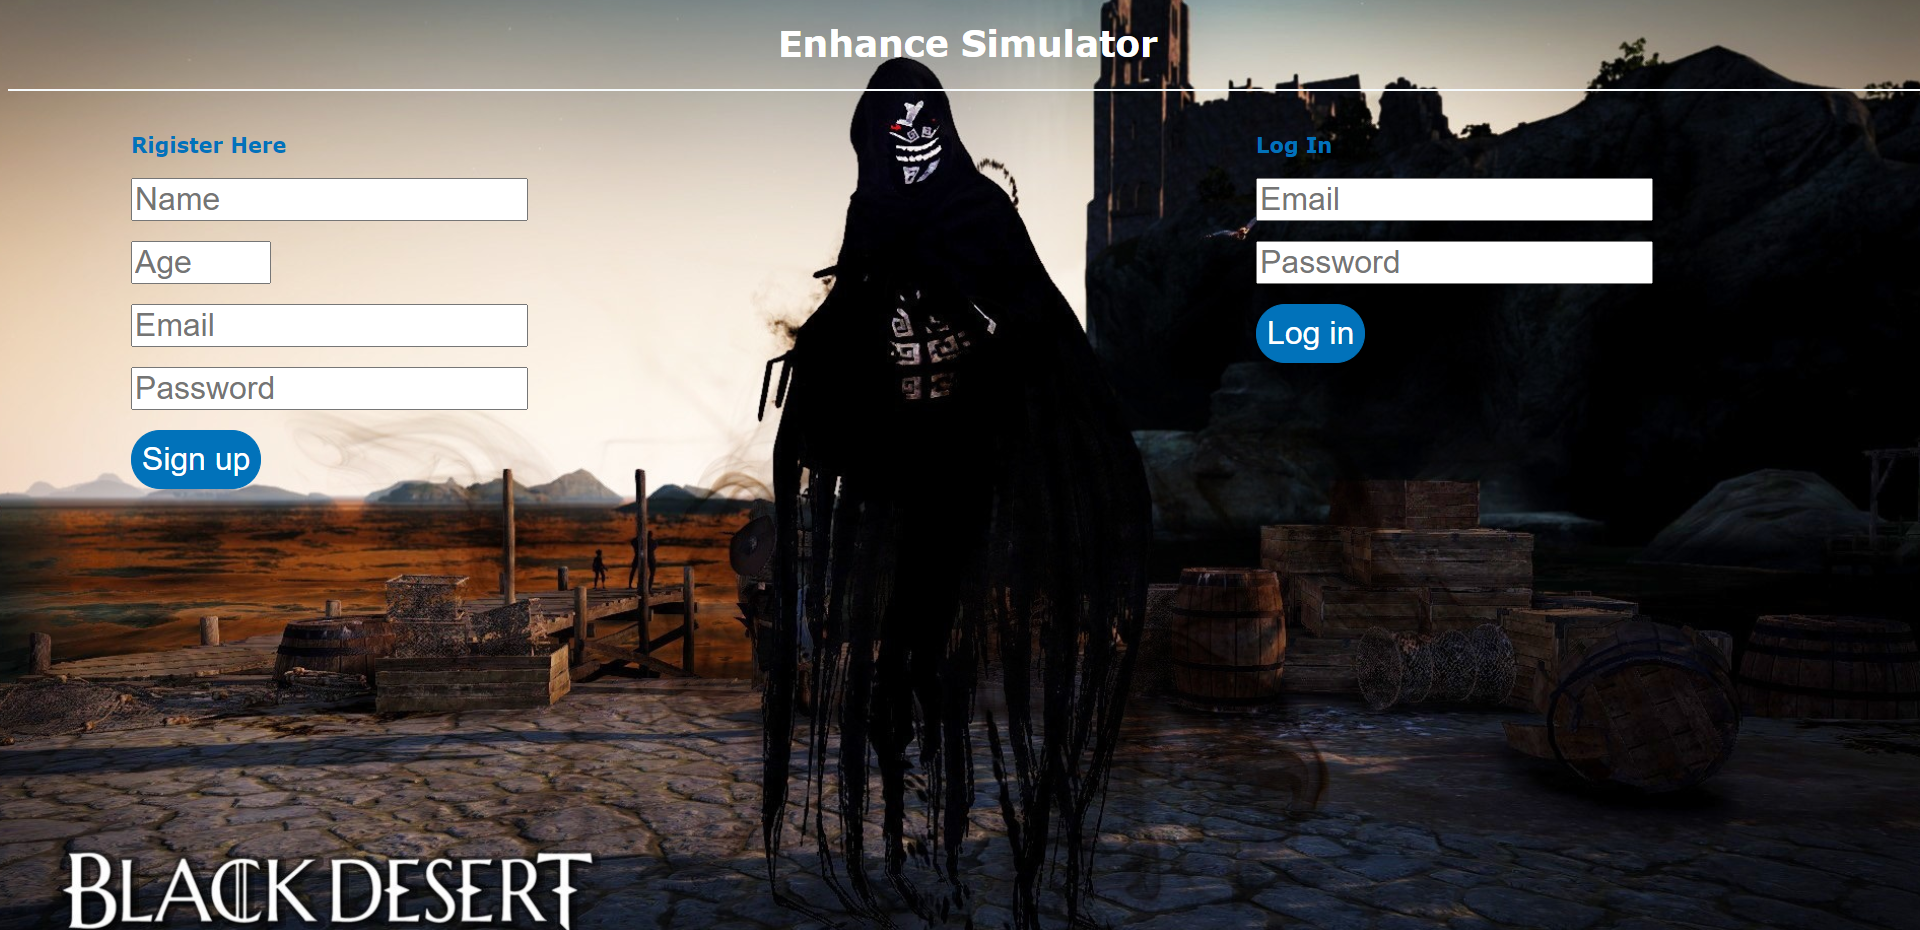 Enhance Simulator
Rigister Here
Name
Age
Email
Password
Sign up
Log In
Email
Password
Log in
BLACK DESERT